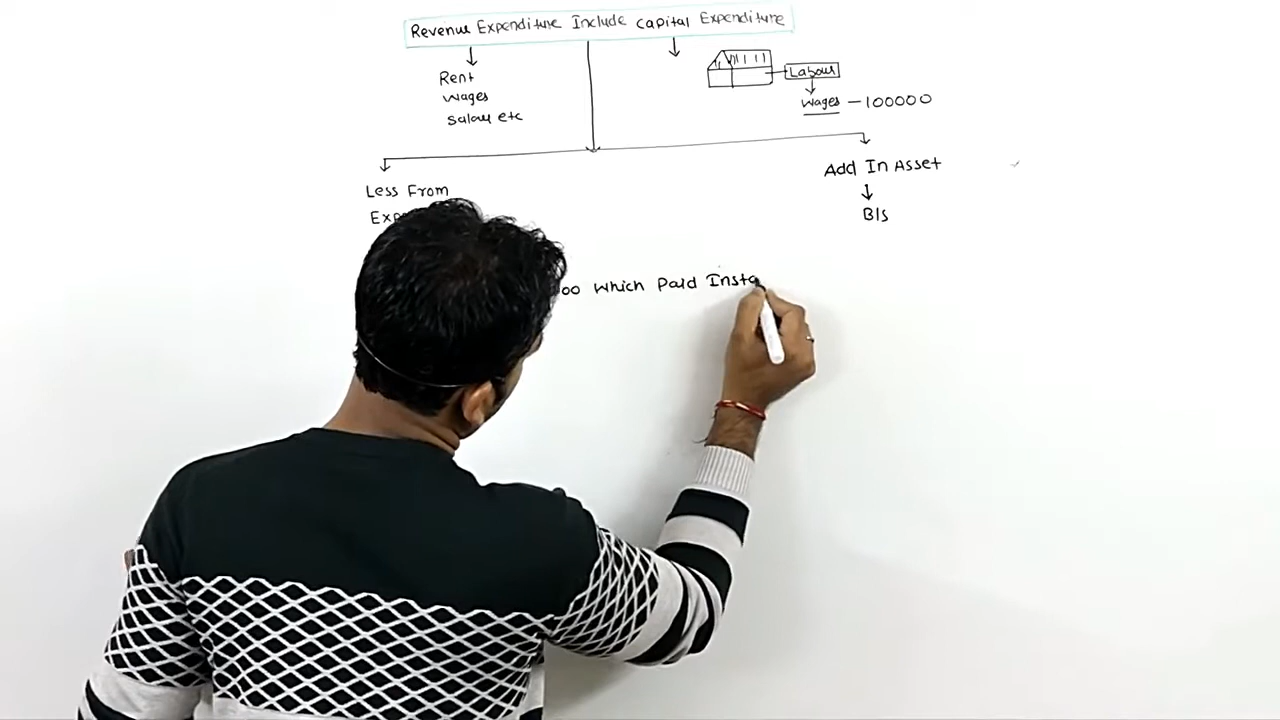 Revenue Expenditure Include Capital Expenditure
Rent
wages
Salary etc
Labour
Wages - 100000
Less From
Add In Asset
B/s
00 which Paid Insta